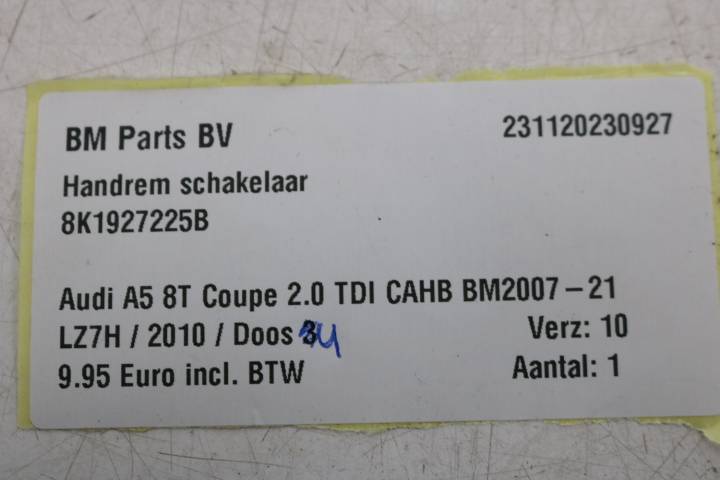 BM Parts BV 231120230927
Handrem schakelaar
8K1927225B
Audi A5 8T Coupe 2.0 TDI CAHB BM2007-21
LZ7H / 2010 / Doos Verz: 10
9.95 Euro incl. BTW Aantal: 1